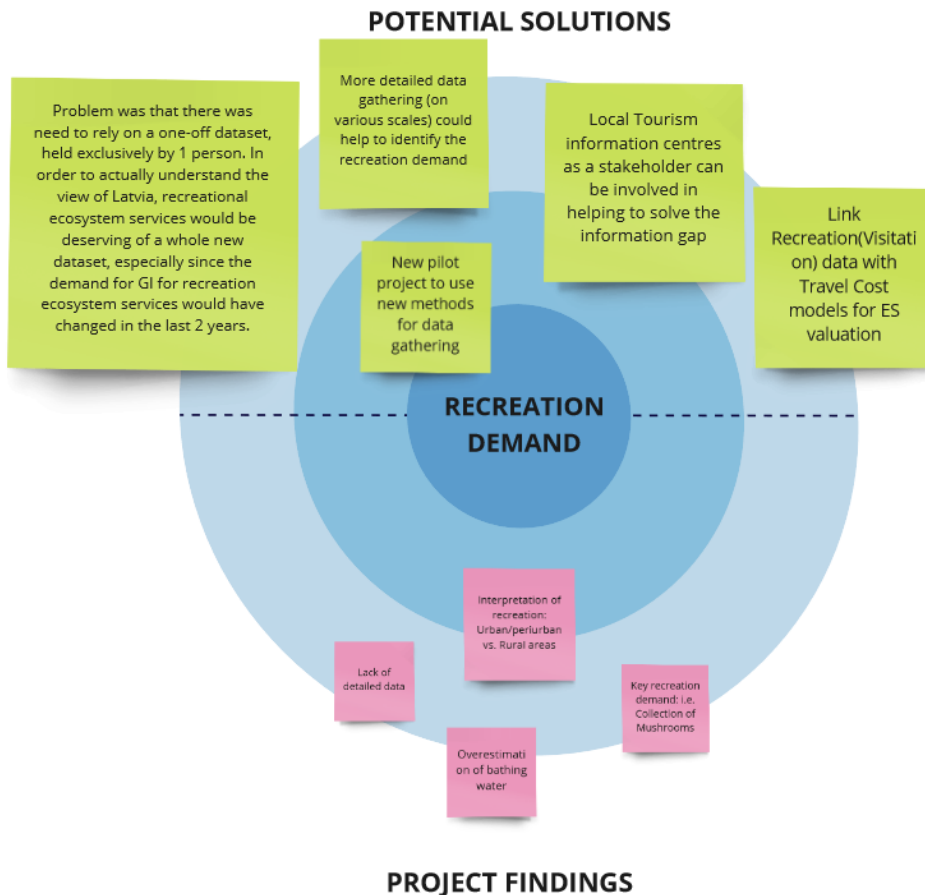 POTENTIAL SOLUTIONS
Problem was that there was
need to rely on a one-off dataset,
held exclusively by 1 person. In
order to actually understand the
view of Latvia, recreational
ecosystem services would be
deserving of a whole new
dataset, especially since the
demand for GI for recreation
ecosystem services would have
changed in the last 2 years.
More detailed data
gathering (on
various scales) could
help to identify the
recreation demand
Local Tourism
information centres
as a stakeholder can
be involved in
helping to solve the
information gap
Link
Recreation(Visitati
on) data with
Travel Cost
models for ES
valuation
New pilot
project to use
new methods
for data
gathering
RECREATION
DEMAND
Interpretation of
recreation:
Urban/periurban
vs. Rural areas
Lack of
detailed data
Key recreation
demand: i.e.
Collection of
Mushrooms
Overestimati
on of bathing
water
PROJECT FINDINGS